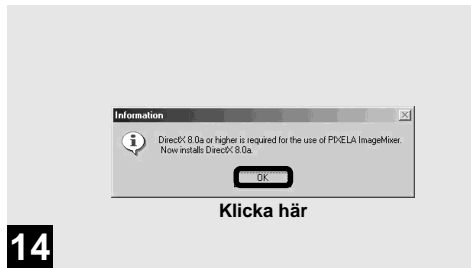 Information
DirectX 8.0a or higher is required for the use of PIXELA ImageMixer.
Now installs DirectX 8.0a.
OK
Klicka här
14